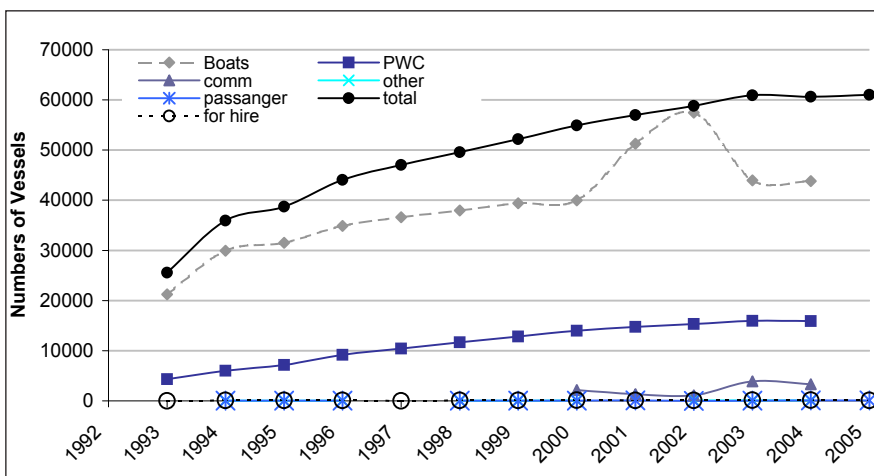 70000
60000
50000
40000
30000
20000
10000
0
Numbers of Vessels
Boats PWC
comm other
passanger total
for hire
1992 1993 1994 1995 1996 1997 1998 1999 2000 2001 2002 2003 2004 2005